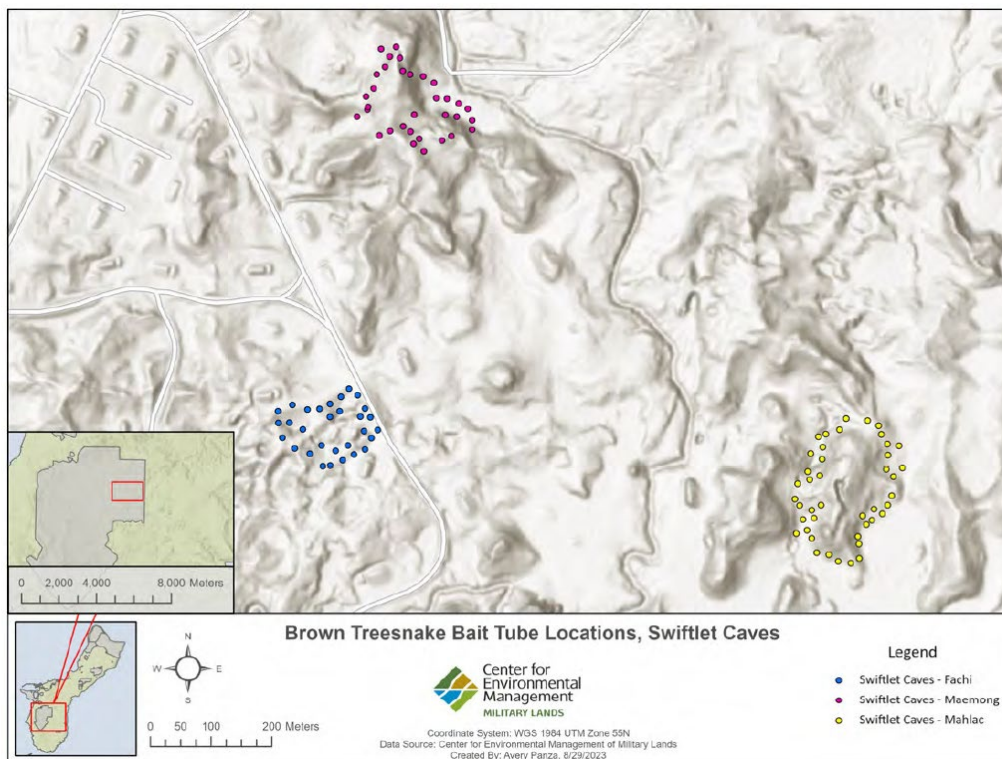 0 2,000 4,000 8,000 Meters
Brown Treesnake Bait Tube Locations, Swiftlet Caves
N
W E
S
0 50 100 200 Meters
Center for
Environmental
Management
MILITARY LANDS
Coordinate System: WGS 1984 UTM Zone 55N
Data Source: Center for Environmental Management of Military Lands
Created By: Avery Panza, 8/29/2023
Legend
Swiftlet Caves - Fachi
Swiftlet Caves - Maemong
Swiftlet Caves - Mahlac